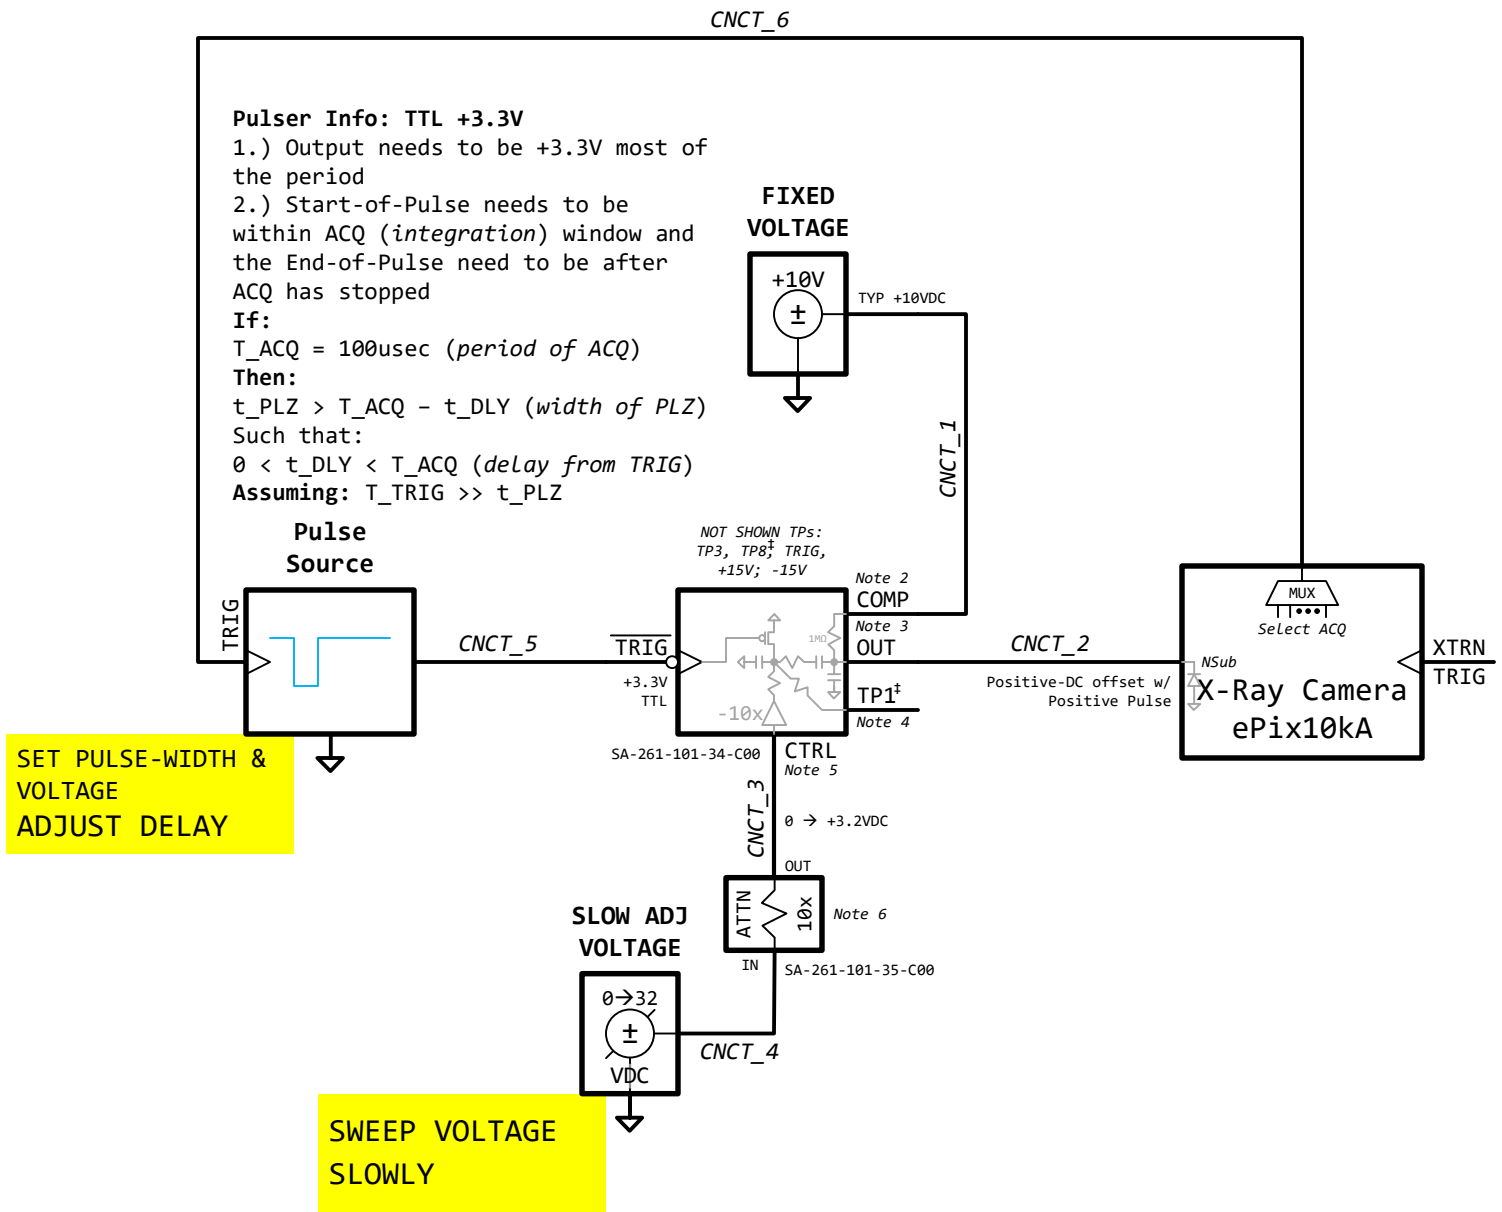 CNCT_6
Pulser Info: TTL +3.3V
1.) Output needs to be +3.3V most of
the period
2.) Start-of-Pulse needs to be
within ACQ (integration) window and
the End-of-Pulse need to be after
ACQ has stopped
If:
T_ACQ = 100usec (period of ACQ)
Then:
t_PLZ > T_ACQ – t_DLY (width of PLZ)
Such that:
0 < t_DLY < T_ACQ (delay from TRIG)
Assuming: T_TRIG >> t_PLZ
FIXED
VOLTAGE
+10V
±
TYP +10VDC
CNCT_1
Pulse
Source
TRIG
CNCT_5
NOT SHOWN TPs:
TP3, TP8‡, TRIG,
+15V; -15V
Note 2
COMP
Note 3
OUT
TP1‡
Note 4
TRIG
+3.3V
TTL
1MΩ
-10x
SA-261-101-34-C00
CTRL
Note 5
CNCT_2
Positive-DC offset w/
Positive Pulse
MUX
Select ACQ
NSub
X-Ray Camera
ePix10kA
XTRN
TRIG
SET PULSE-WIDTH &
VOLTAGE
ADJUST DELAY
CNCT_3
0 → +3.2VDC
OUT
ATTN
10x
Note 6
IN
SA-261-101-35-C00
SLOW ADJ
VOLTAGE
0→32
±
VDC
CNCT_4
SWEEP VOLTAGE
SLOWLY